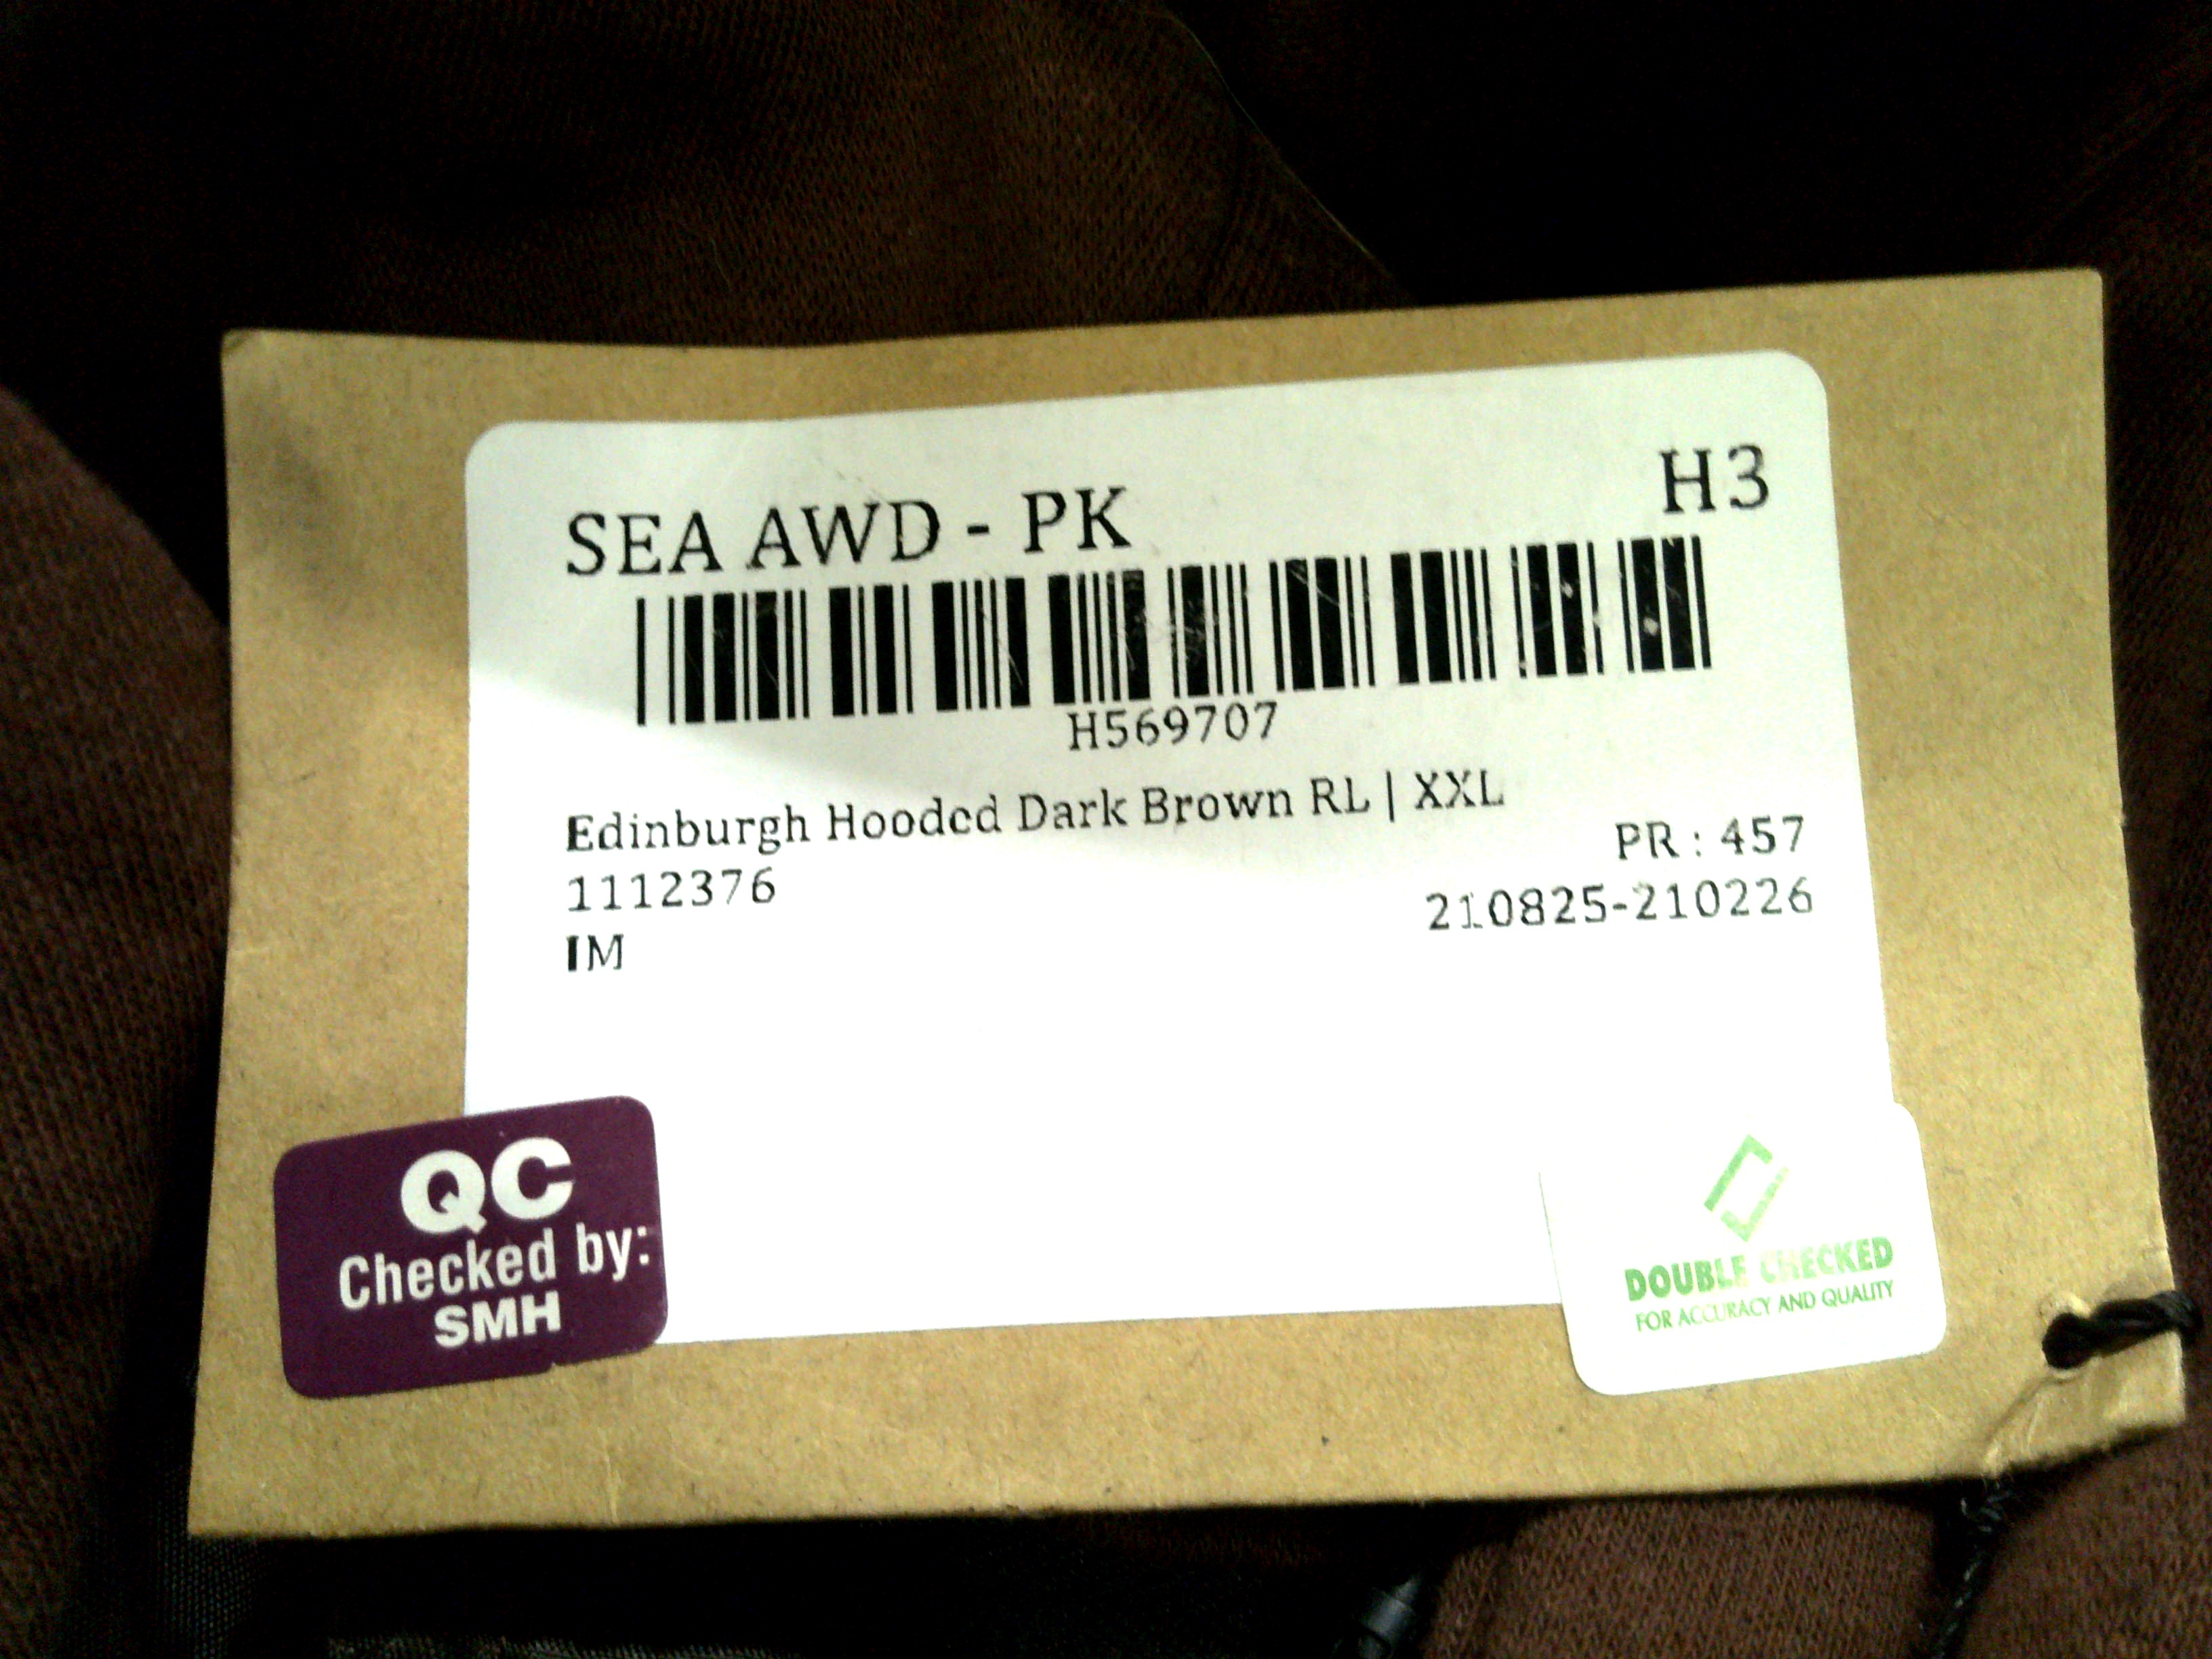 SEA AWD - PK
H3
H569707
Edinburgh Hooded Dark Brown RL | XXL
PR : 457
1112376
210825-210226
IM
QC
Checked by:
SMH
DOUBLE CHECKED
FOR ACCURACY AND QUALITY